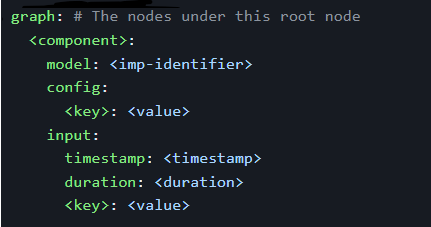 graph: # The nodes under this root node
<component>:
model: <imp-identifier>
config:
<key>: <value>
input:
timestamp: <timestamp>
duration: <duration>
<key>: <value>